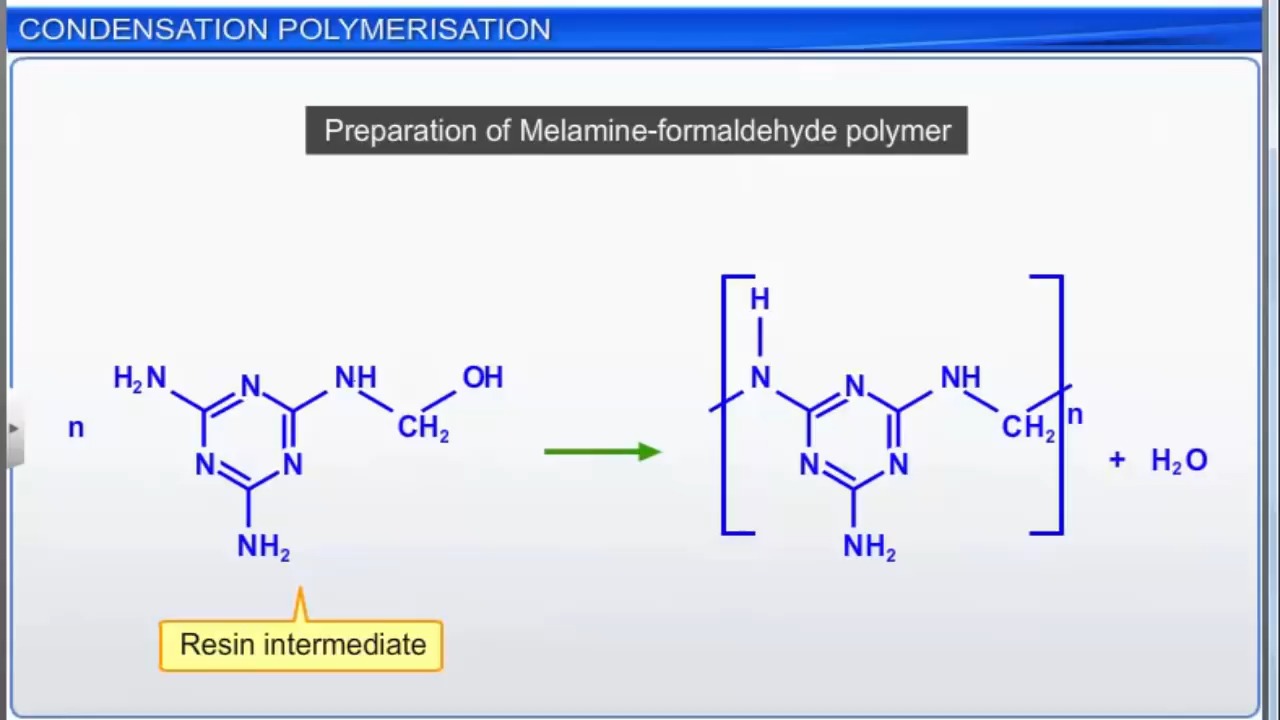 CONDENSATION POLYMERISATION
Preparation of Melamine-formaldehyde polymer
n
H₂N
N
NH
OH
CH₂
N
N
NH₂
H
N
N
NH
CH₂
n
N
N
NH₂
+ H₂O
Resin intermediate